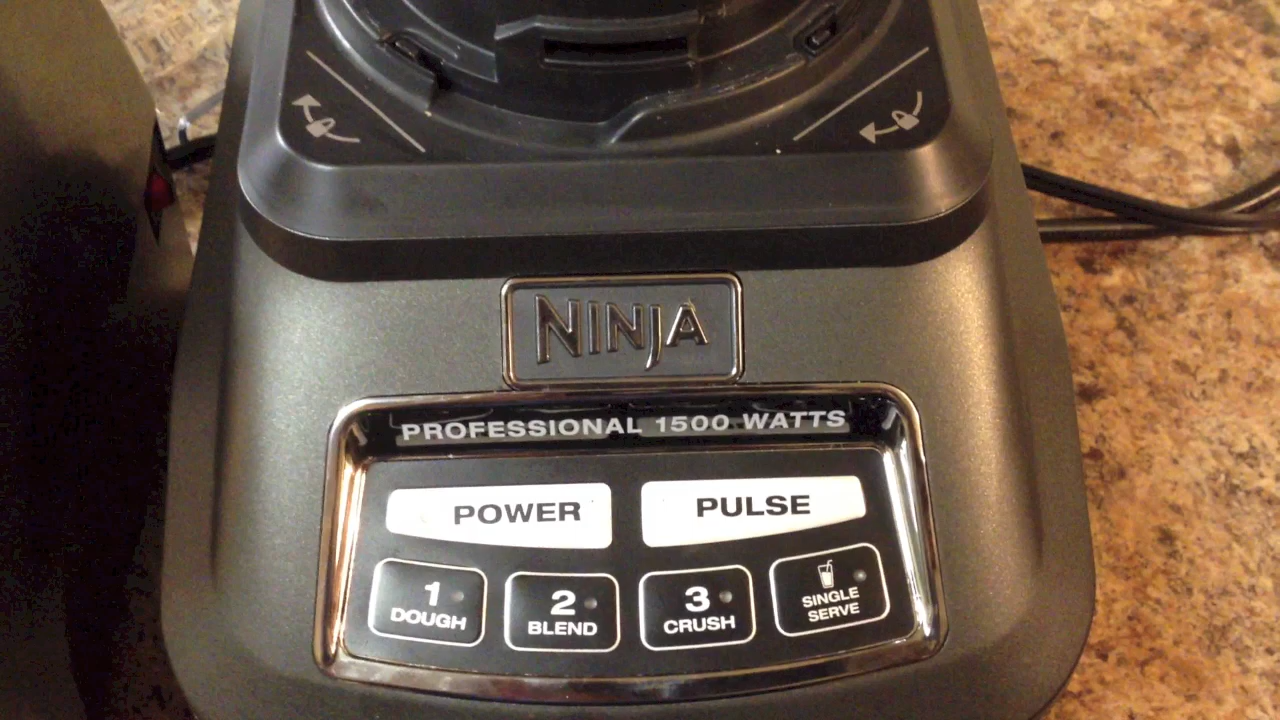 NINJA
PROFESSIONAL 1500 WATTS
POWER
PULSE
1
DOUGH
2
BLEND
3
CRUSH
SINGLE
SERVE